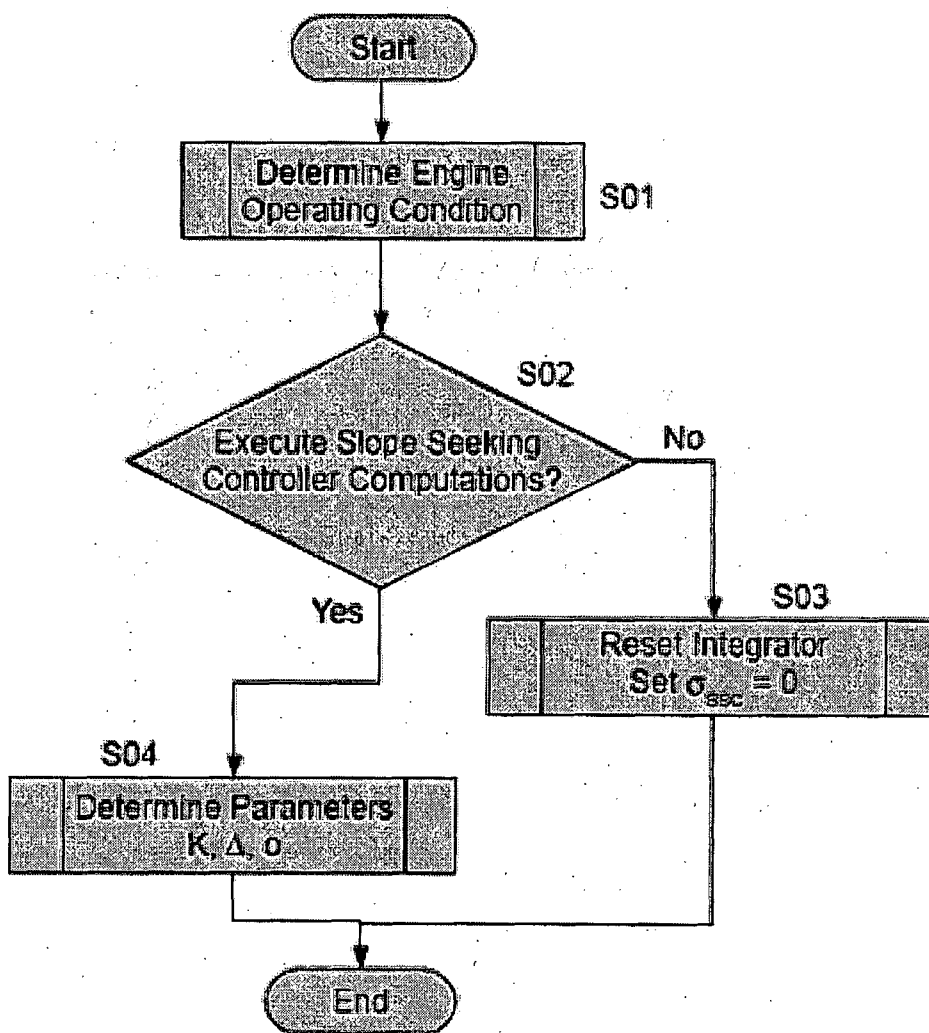 Start
Determine Engine
Operating Condition
S01
S02
Execute Slope Seeking
Controller Computations?
No
Yes
S03
Reset Integrator
Set σssc = 0
S04
Determine Parameters
K, Δ, o
End